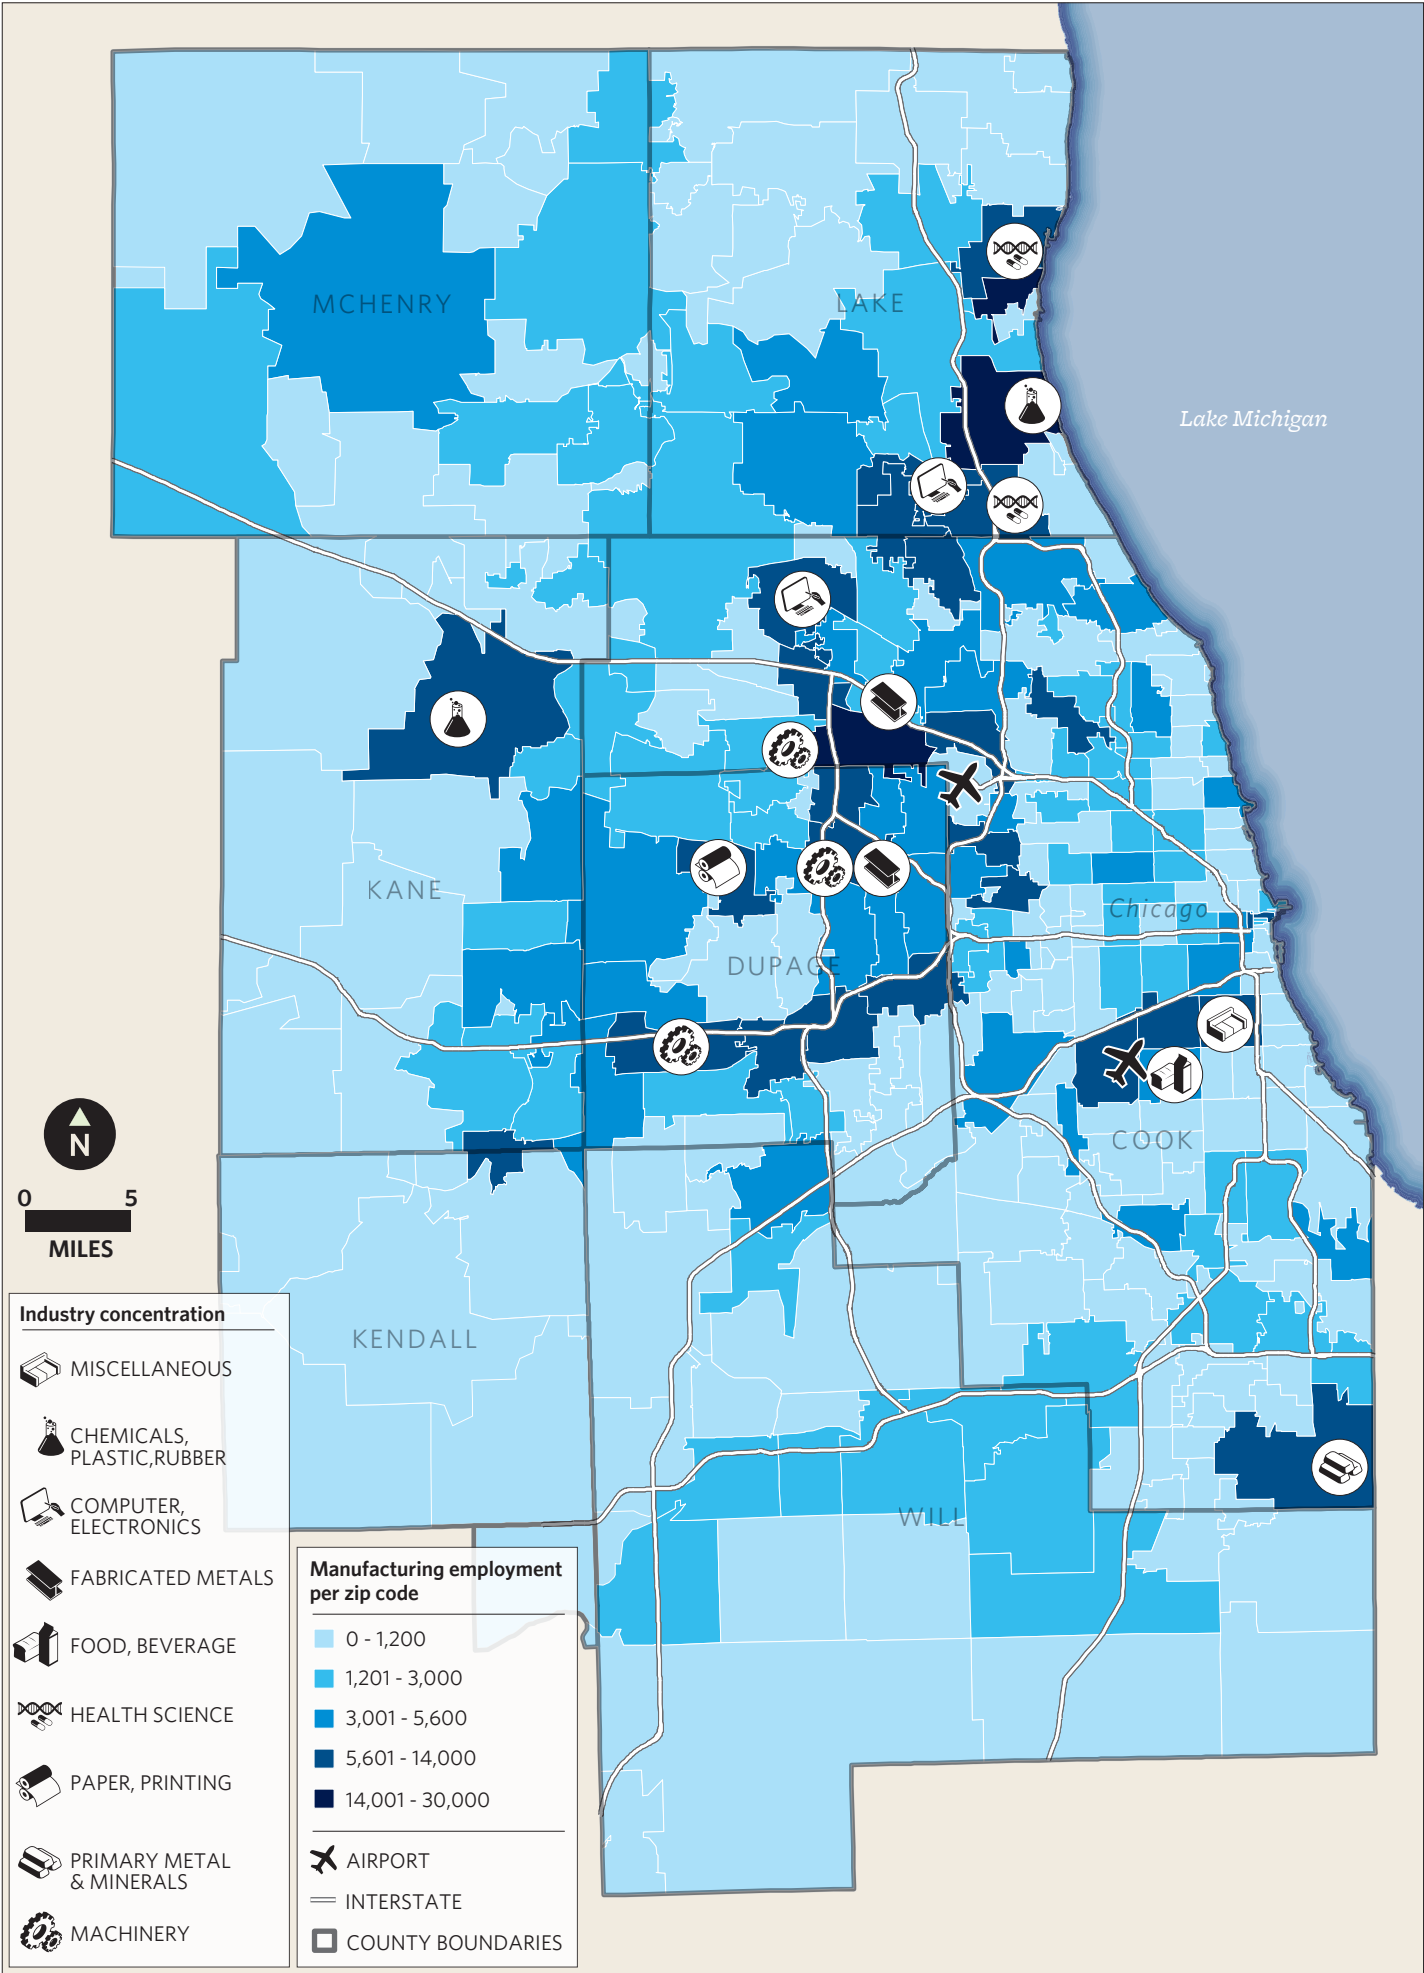 MCHENRY
LAKE
Lake Michigan
KANE
Chicago
DUPAGE
COOK
KENDALL
WILL
N
0 5
MILES
Industry concentration
MISCELLANEOUS
CHEMICALS,
PLASTIC,RUBBER
COMPUTER,
ELECTRONICS
FABRICATED METALS
FOOD, BEVERAGE
HEALTH SCIENCE
PAPER, PRINTING
PRIMARY METAL
& MINERALS
MACHINERY
Manufacturing employment
per zip code
0 - 1,200
1,201 - 3,000
3,001 - 5,600
5,601 - 14,000
14,001 - 30,000
AIRPORT
INTERSTATE
COUNTY BOUNDARIES